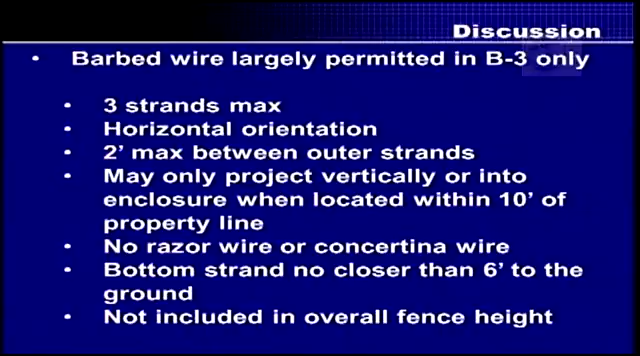 Discussion
• Barbed wire largely permitted in B-3 only
• 3 strands max
• Horizontal orientation
• 2’ max between outer strands
• May only project vertically or into
enclosure when located within 10’ of
property line
• No razor wire or concertina wire
• Bottom strand no closer than 6’ to the
ground
• Not included in overall fence height